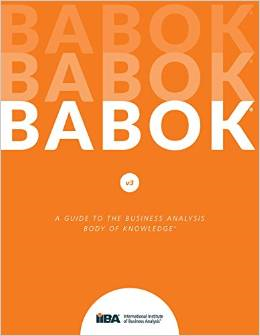 BABOK®
BABOK®
BABOK®
v3
A GUIDE TO THE BUSINESS ANALYSIS
BODY OF KNOWLEDGE®
IIBA
International Institute
of Business Analysis®